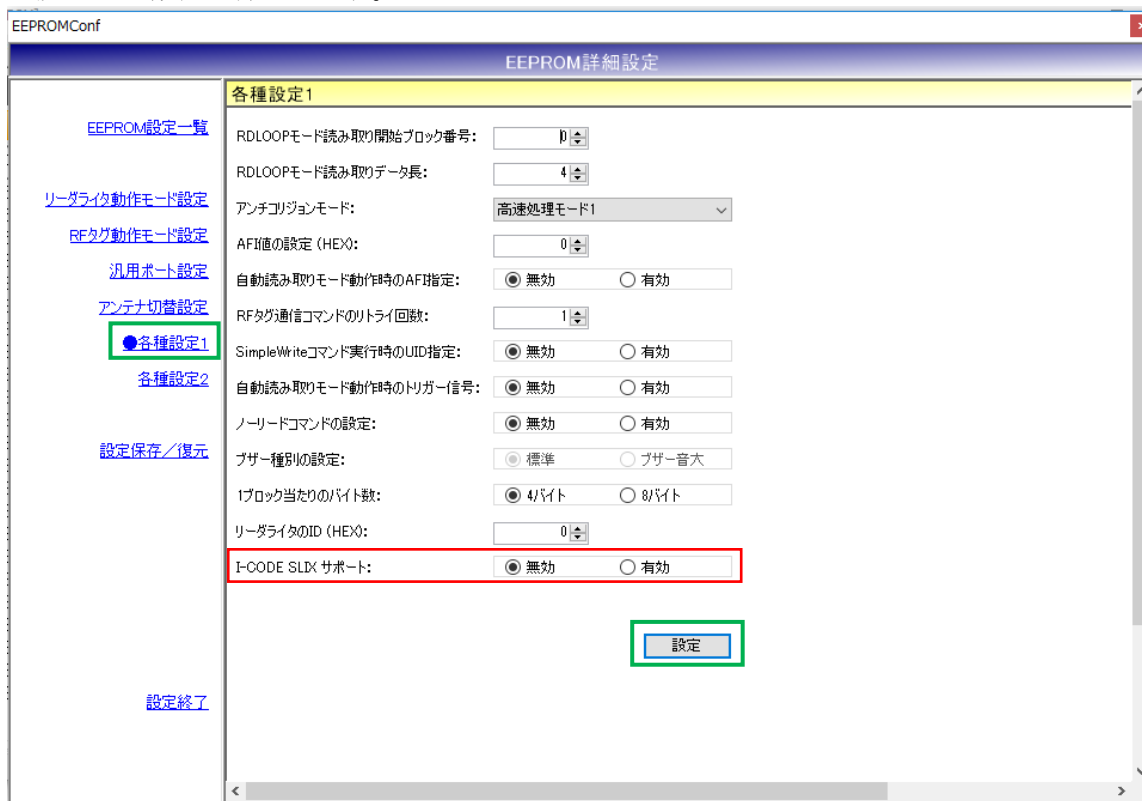 EEPROMConf
EEPROM詳細設定
各種設定1
EEPROM設定一覧
リーダライタ動作モード設定
RFタグ動作モード設定
汎用ポート設定
アンテナ切替設定
●各種設定1
各種設定2
設定保存／復元
設定終了
RDLOOPモード読み取り開始ブロック番号: 0
RDLOOPモード読み取りデータ長: 4
アンチコリジョンモード: 高速処理モード1
AFI値の設定 (HEX): 0
自動読み取りモード動作時のAFI指定: 無効 有効
RFタグ通信コマンドのリトライ回数: 1
SimpleWriteコマンド実行時のUID指定: 無効 有効
自動読み取りモード動作時のトリガー信号: 無効 有効
ノーリードコマンドの設定: 無効 有効
ブザー種別の設定: 標準 ブザー音大
1ブロック当たりのバイト数: 4バイト 8バイト
リーダライタのID (HEX): 0
I-CODE SLIX サポート: 無効 有効
設定